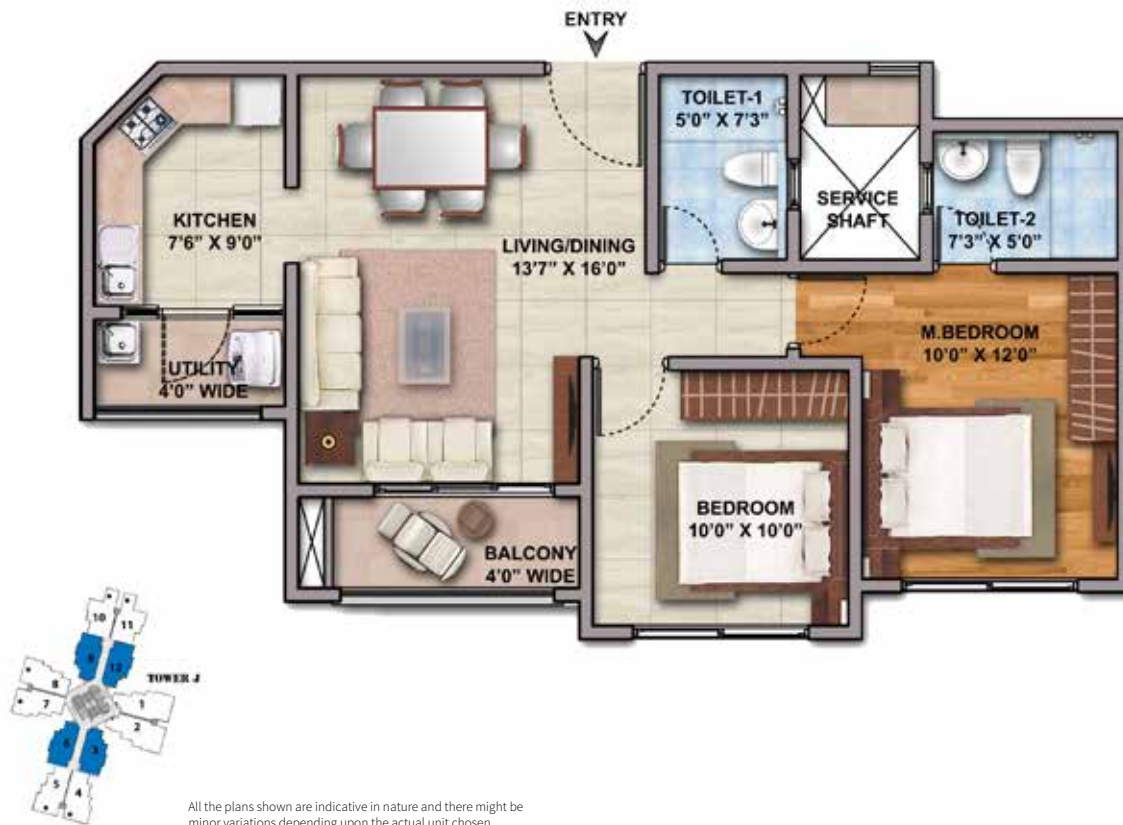 ENTRY
TOILET-1
5'0” X 7'3”
KITCHEN
7'6” X 9'0”
SERVICE
SHAFT
TOILET-2
7'3” X 5'0”
LIVING/DINING
13'7” X 16'0”
M.BEDROOM
10'0” X 12'0”
UTILITY
4'0” WIDE
BEDROOM
10'0” X 10'0”
BALCONY
4'0” WIDE
10
11
9
12
TOWER J
8
7
1
2
6
3
5
4
All the plans shown are indicative in nature and there might be
minor variations depending upon the actual unit chosen